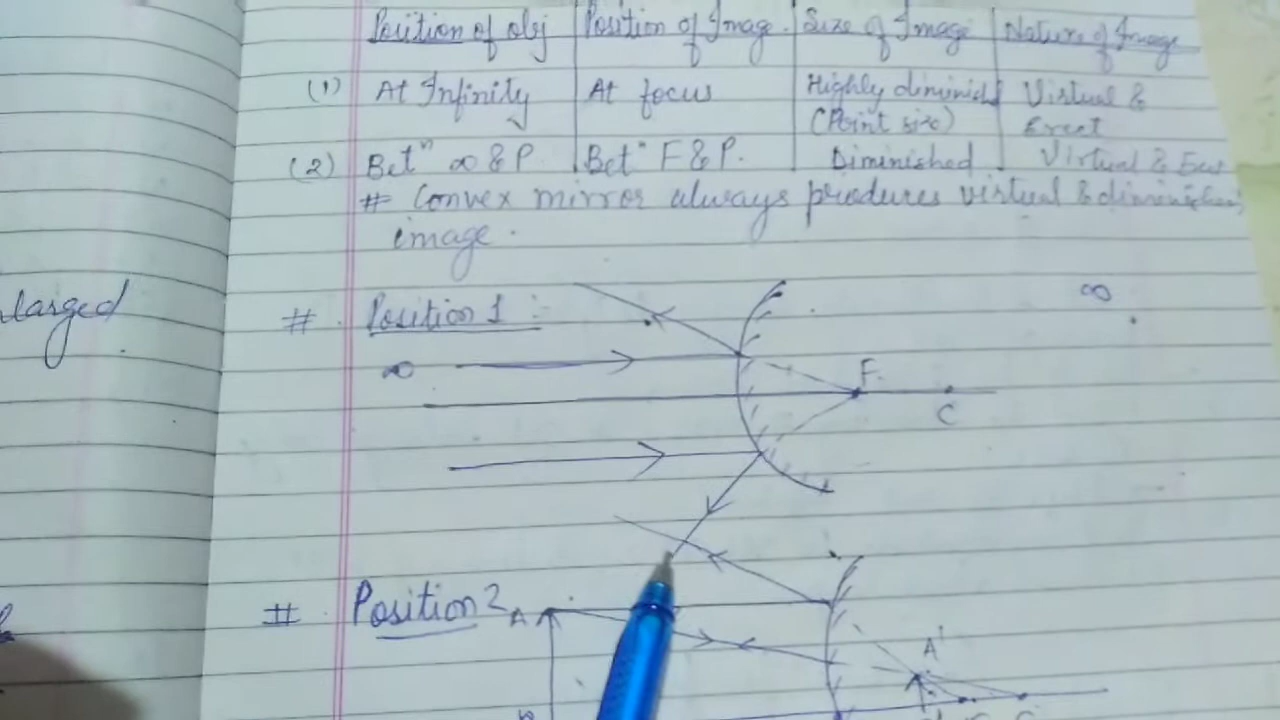 Position of obj Position of Image. Size of Image Nature of Image
(1) At Infinity At focus Highly diminish Virtual &
(Point size) Erect
(2) Betⁿ ∞ & P Betⁿ F & P. Diminished Virtual & Erect
# Convex mirror always produces virtual & diminished
image.
larged
# Position 1 :
∞
∞
F
C
# Position 2
A
A'